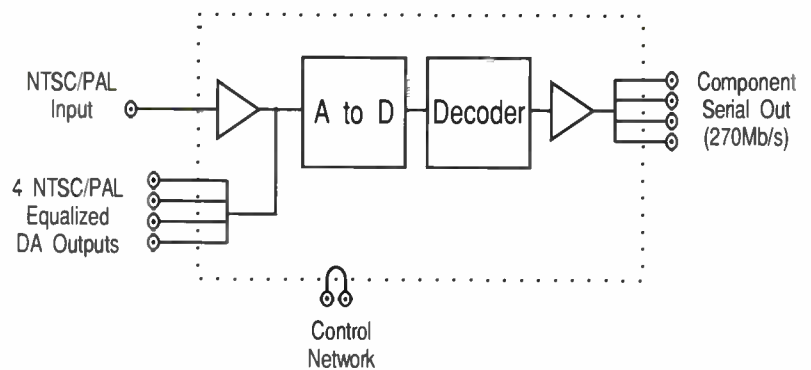 NTSC/PAL
Input
A to D
Decoder
Component
Serial Out
(270Mb/s)
4 NTSC/PAL
Equalized
DA Outputs
Control
Network